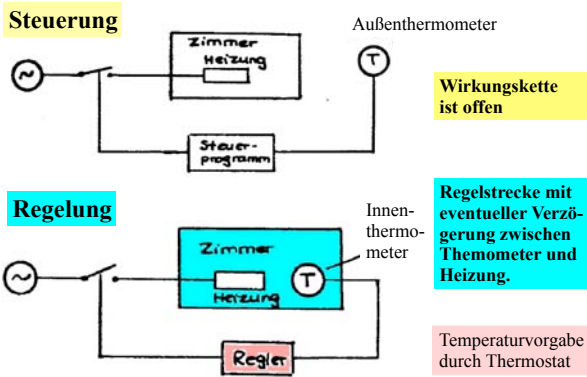 Steuerung
Außenthermometer
Zimmer
Heizung
T
~
Wirkungskette
ist offen
Steuer-
programm
Regelung
Innen-
thermo-
meter
Regelstrecke mit
eventueller Verzö-
gerung zwischen
Themometer und
Heizung.
Zimmer
~
T
Heizung
Regler
Temperaturvorgabe
durch Thermostat